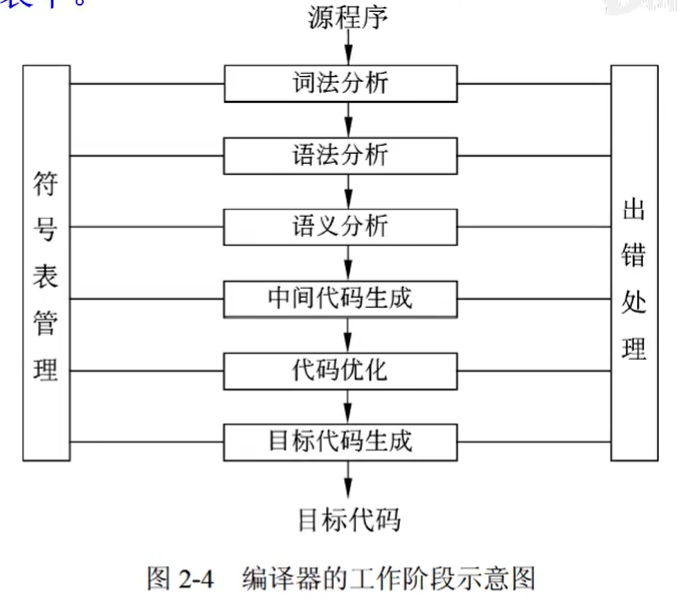 表中。
源程序
词法分析
语法分析
语义分析
中间代码生成
代码优化
目标代码生成
目标代码
符号表管理
出错处理
图 2-4 编译器的工作阶段示意图